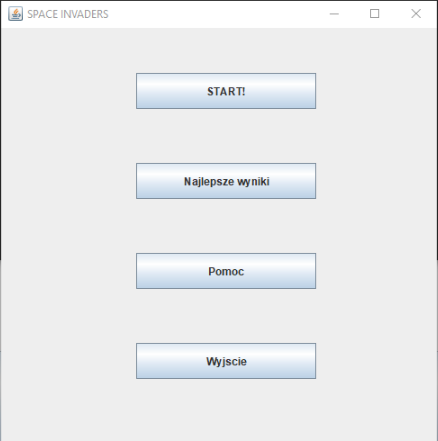 SPACE INVADERS
START!
Najlepsze wyniki
Pomoc
Wyjscie